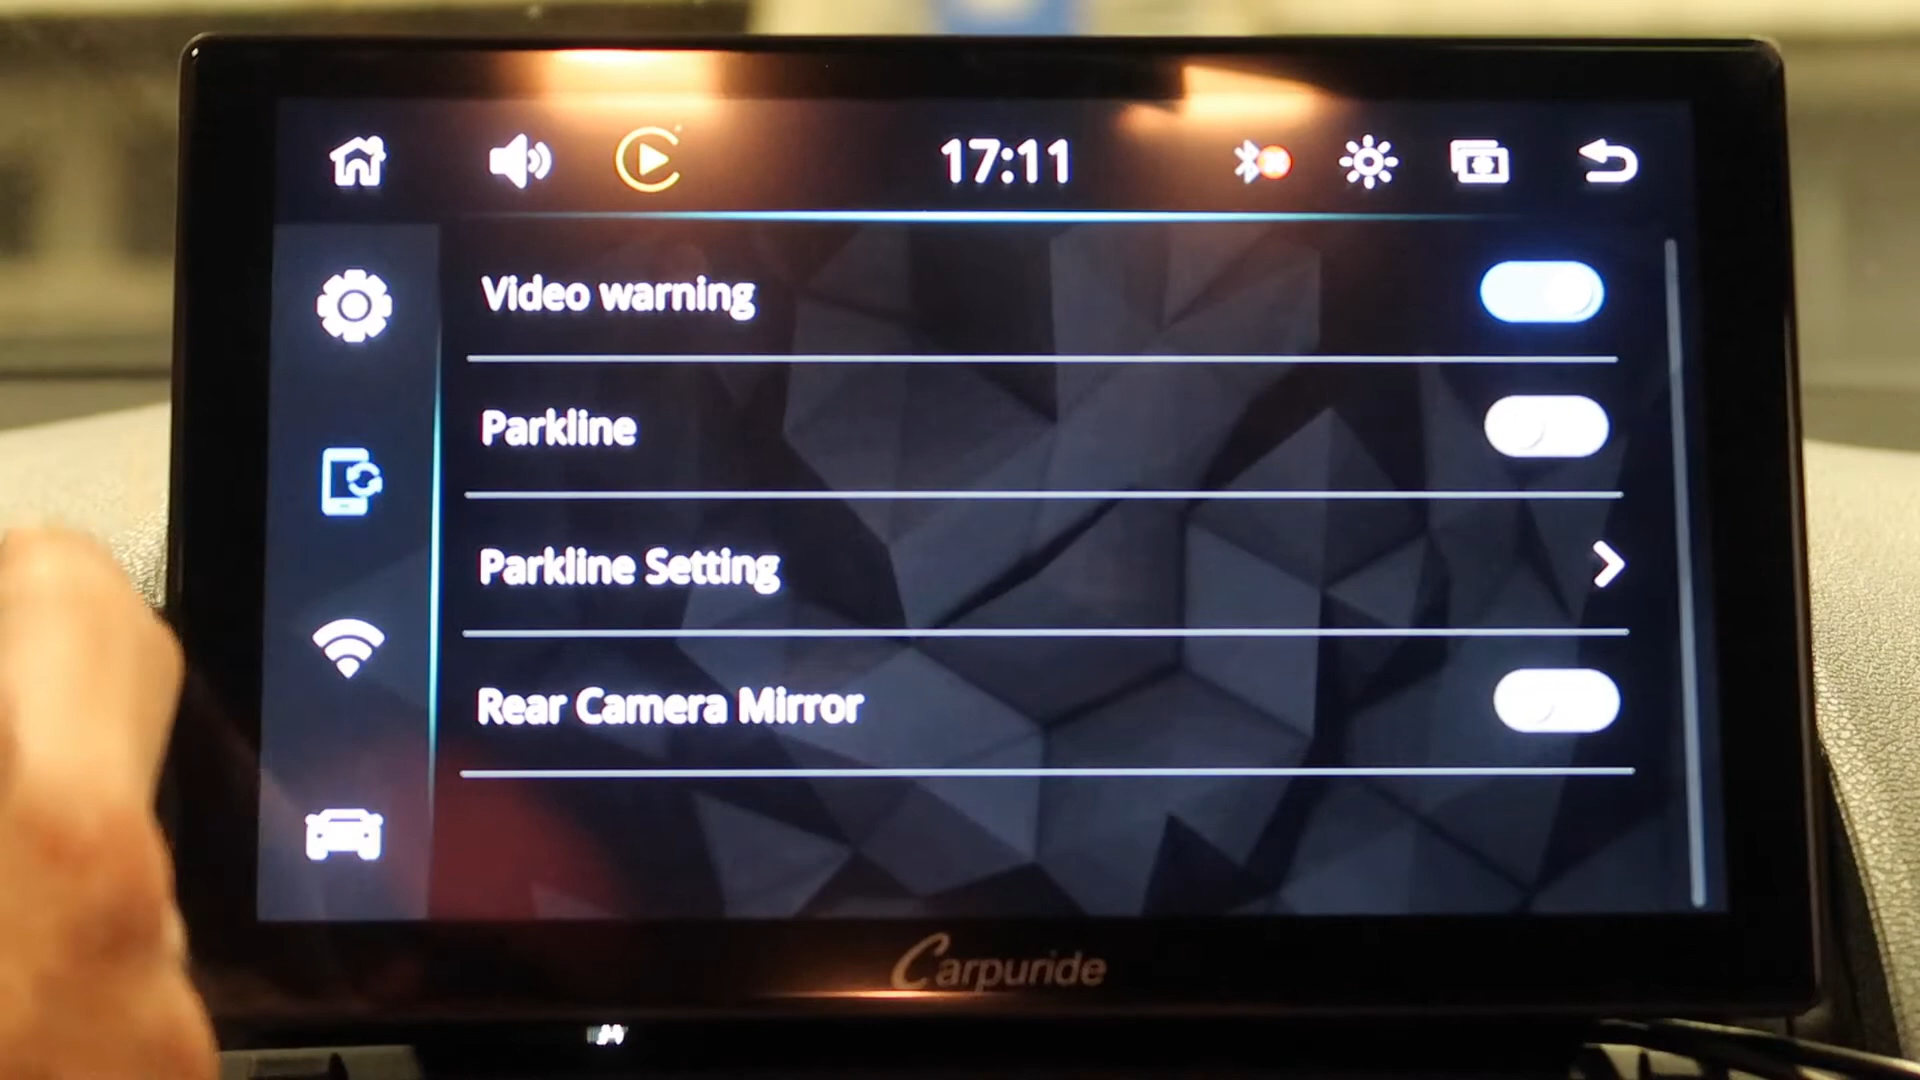 17:11
Video warning
Parkline
Parkline Setting
Rear Camera Mirror
Carpuride